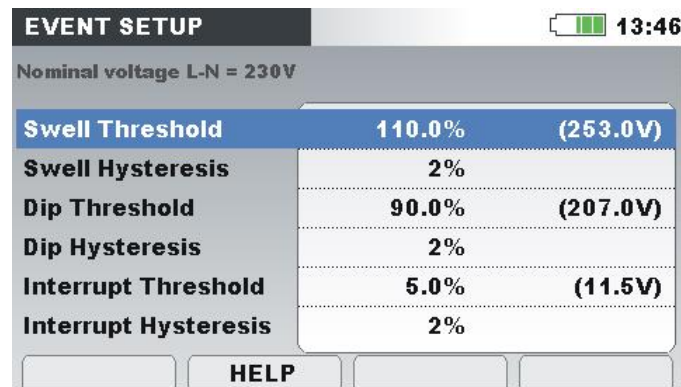 EVENT SETUP 13:46
Nominal voltage L-N = 230V
Swell Threshold 110.0% (253.0V)
Swell Hysteresis 2%
Dip Threshold 90.0% (207.0V)
Dip Hysteresis 2%
Interrupt Threshold 5.0% (11.5V)
Interrupt Hysteresis 2%
HELP